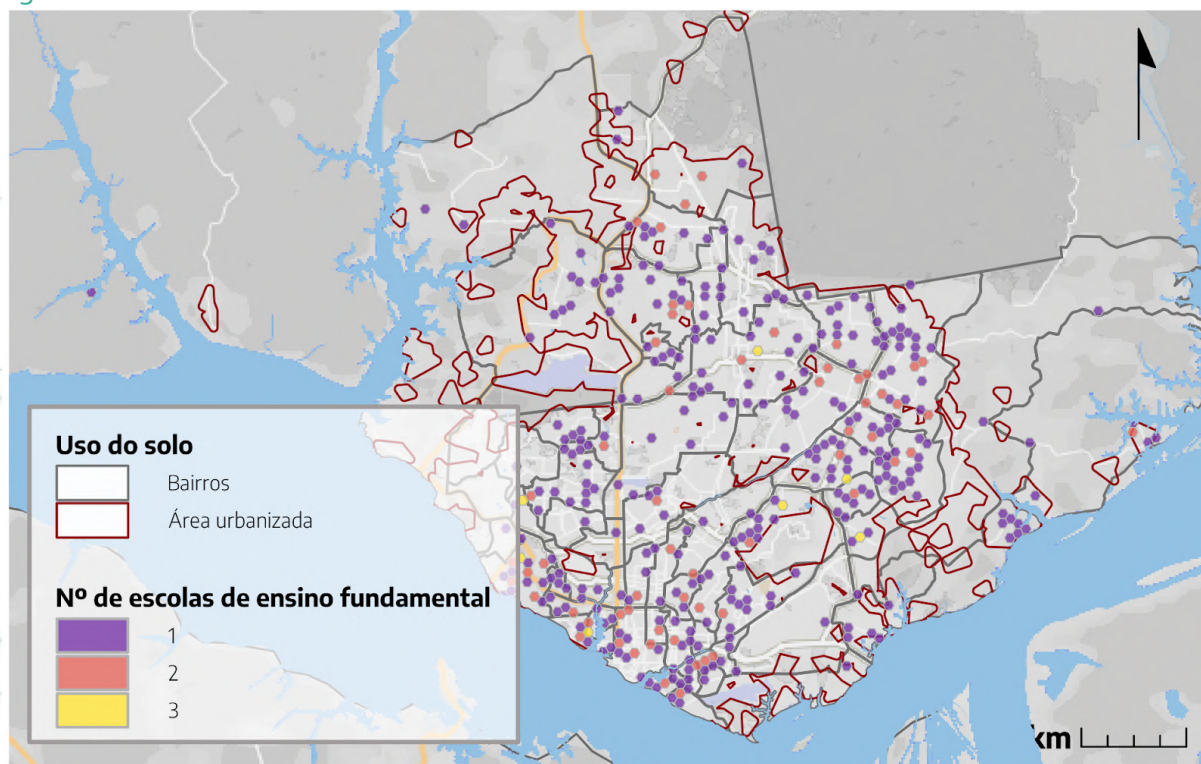 Uso do solo
Bairros
Área urbanizada
Nº de escolas de ensino fundamental
1
2
3
km